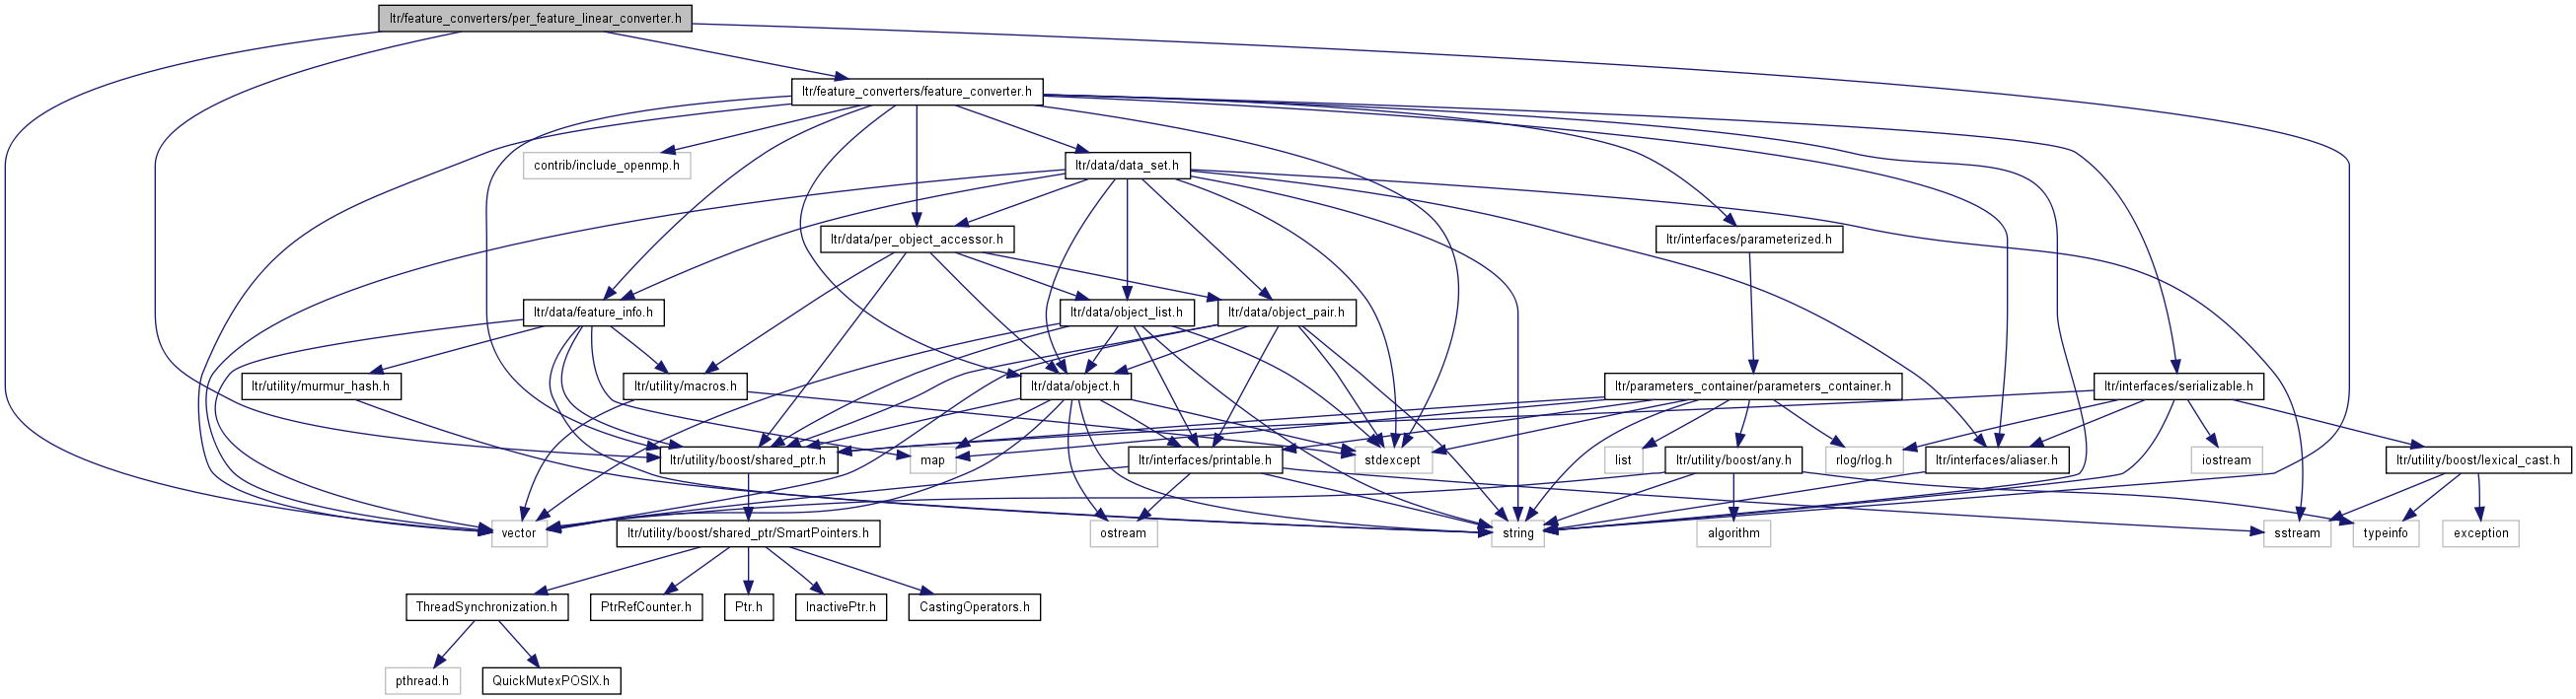 ltr/feature_converters/per_feature_linear_converter.h
ltr/feature_converters/feature_converter.h
contrib/include_openmp.h
ltr/data/data_set.h
ltr/data/per_object_accessor.h
ltr/interfaces/parameterized.h
ltr/data/feature_info.h
ltr/data/object_list.h
ltr/data/object_pair.h
ltr/utility/murmur_hash.h
ltr/utility/macros.h
ltr/data/object.h
ltr/parameters_container/parameters_container.h
ltr/interfaces/serializable.h
ltr/utility/boost/shared_ptr.h
map
ltr/interfaces/printable.h
stdexcept
list
ltr/utility/boost/any.h
rlog/rlog.h
ltr/interfaces/aliaser.h
iostream
ltr/utility/boost/lexical_cast.h
vector
ltr/utility/boost/shared_ptr/SmartPointers.h
ostream
string
algorithm
sstream
typeinfo
exception
ThreadSynchronization.h
PtrRefCounter.h
Ptr.h
InactivePtr.h
CastingOperators.h
pthread.h
QuickMutexPOSIX.h